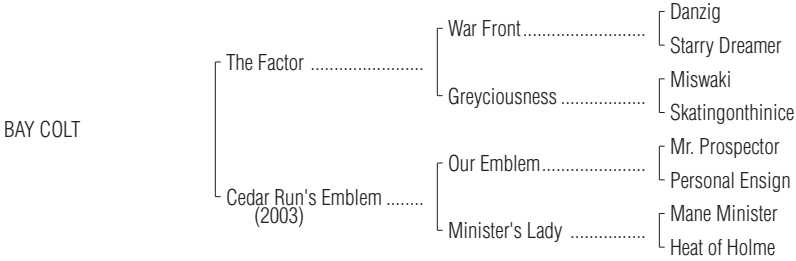 Danzig
War Front........................
Starry Dreamer
The Factor ......................
Miswaki
Greyciousness .................
Skatingonthinice
BAY COLT
Mr. Prospector
Our Emblem.....................
Personal Ensign
Cedar Run's Emblem ........
(2003)
Mane Minister
Minister's Lady ...............
Heat of Holme